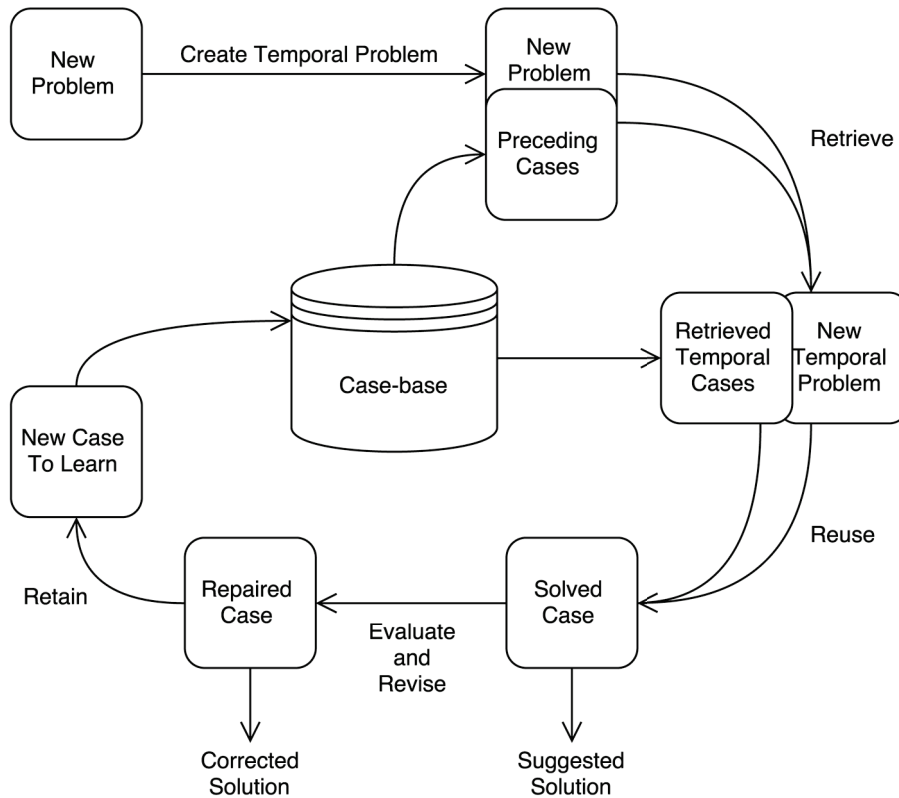 New
Problem
Create Temporal Problem
New
Problem
Preceding
Cases
Retrieve
Retrieved
Temporal
Cases
New
Temporal
Problem
Case-base
New Case
To Learn
Reuse
Retain
Repaired
Case
Evaluate
and
Revise
Solved
Case
Corrected
Solution
Suggested
Solution